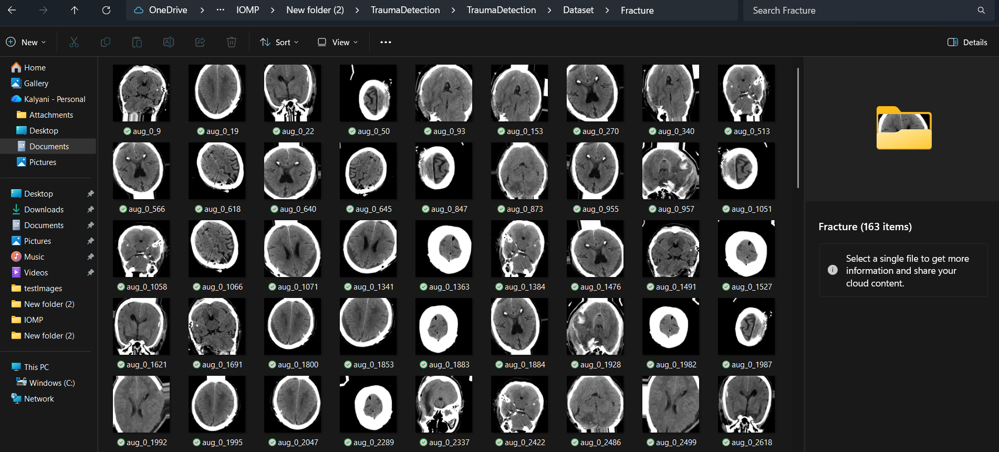 OneDrive > ... IOMP > New folder (2) > TraumaDetection > TraumaDetection > Dataset > Fracture
Search Fracture
New
Sort
View
Details
Home
Gallery
Kalyani - Personal
Attachments
Desktop
Documents
Pictures
Desktop
Downloads
Documents
Pictures
Music
Videos
testImages
New folder (2)
IOMP
New folder (2)
This PC
Windows (C:)
Network
aug_0_9 aug_0_19 aug_0_22 aug_0_50 aug_0_93 aug_0_153 aug_0_270 aug_0_340 aug_0_513
aug_0_566 aug_0_618 aug_0_640 aug_0_645 aug_0_847 aug_0_873 aug_0_955 aug_0_957 aug_0_1051
aug_0_1058 aug_0_1066 aug_0_1071 aug_0_1341 aug_0_1363 aug_0_1384 aug_0_1476 aug_0_1491 aug_0_1527
aug_0_1621 aug_0_1691 aug_0_1800 aug_0_1853 aug_0_1883 aug_0_1884 aug_0_1928 aug_0_1982 aug_0_1987
aug_0_1992 aug_0_1995 aug_0_2047 aug_0_2289 aug_0_2337 aug_0_2422 aug_0_2486 aug_0_2499 aug_0_2618
Fracture (163 items)
Select a single file to get more
information and share your
cloud content.